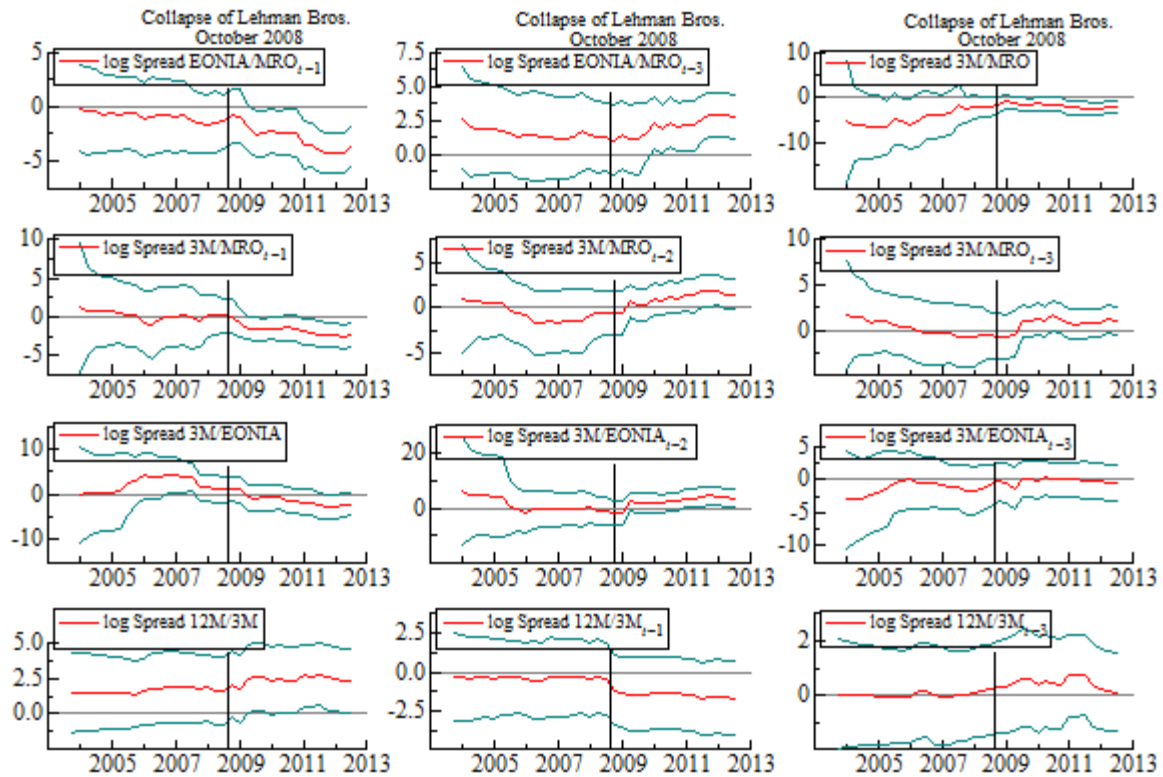 Collapse of Lehman Bros.
October 2008
Collapse of Lehman Bros.
October 2008
Collapse of Lehman Bros.
October 2008
5
log Spread EONIA/MRO t−1
0
-5
2005 2007 2009 2011 2013
7.5
log Spread EONIA/MRO t−3
5.0
2.5
0.0
2005 2007 2009 2011 2013
10
log Spread 3M/MRO
0
-10
2005 2007 2009 2011 2013
10
log Spread 3M/MRO t−1
5
0
-5
2005 2007 2009 2011 2013
log Spread 3M/MRO t−2
5
0
-5
2005 2007 2009 2011 2013
10
log Spread 3M/MRO t−3
5
0
2005 2007 2009 2011 2013
log Spread 3M/EONIA
10
0
-10
2005 2007 2009 2011 2013
log Spread 3M/EONIA t−2
20
0
2005 2007 2009 2011 2013
log Spread 3M/EONIA t−3
5
0
-5
-10
2005 2007 2009 2011 2013
log Spread 12M/3M
5.0
2.5
0.0
2005 2007 2009 2011 2013
log Spread 12M/3M t−1
2.5
0.0
-2.5
2005 2007 2009 2011 2013
log Spread 12M/3M t−3
2
0
2005 2007 2009 2011 2013